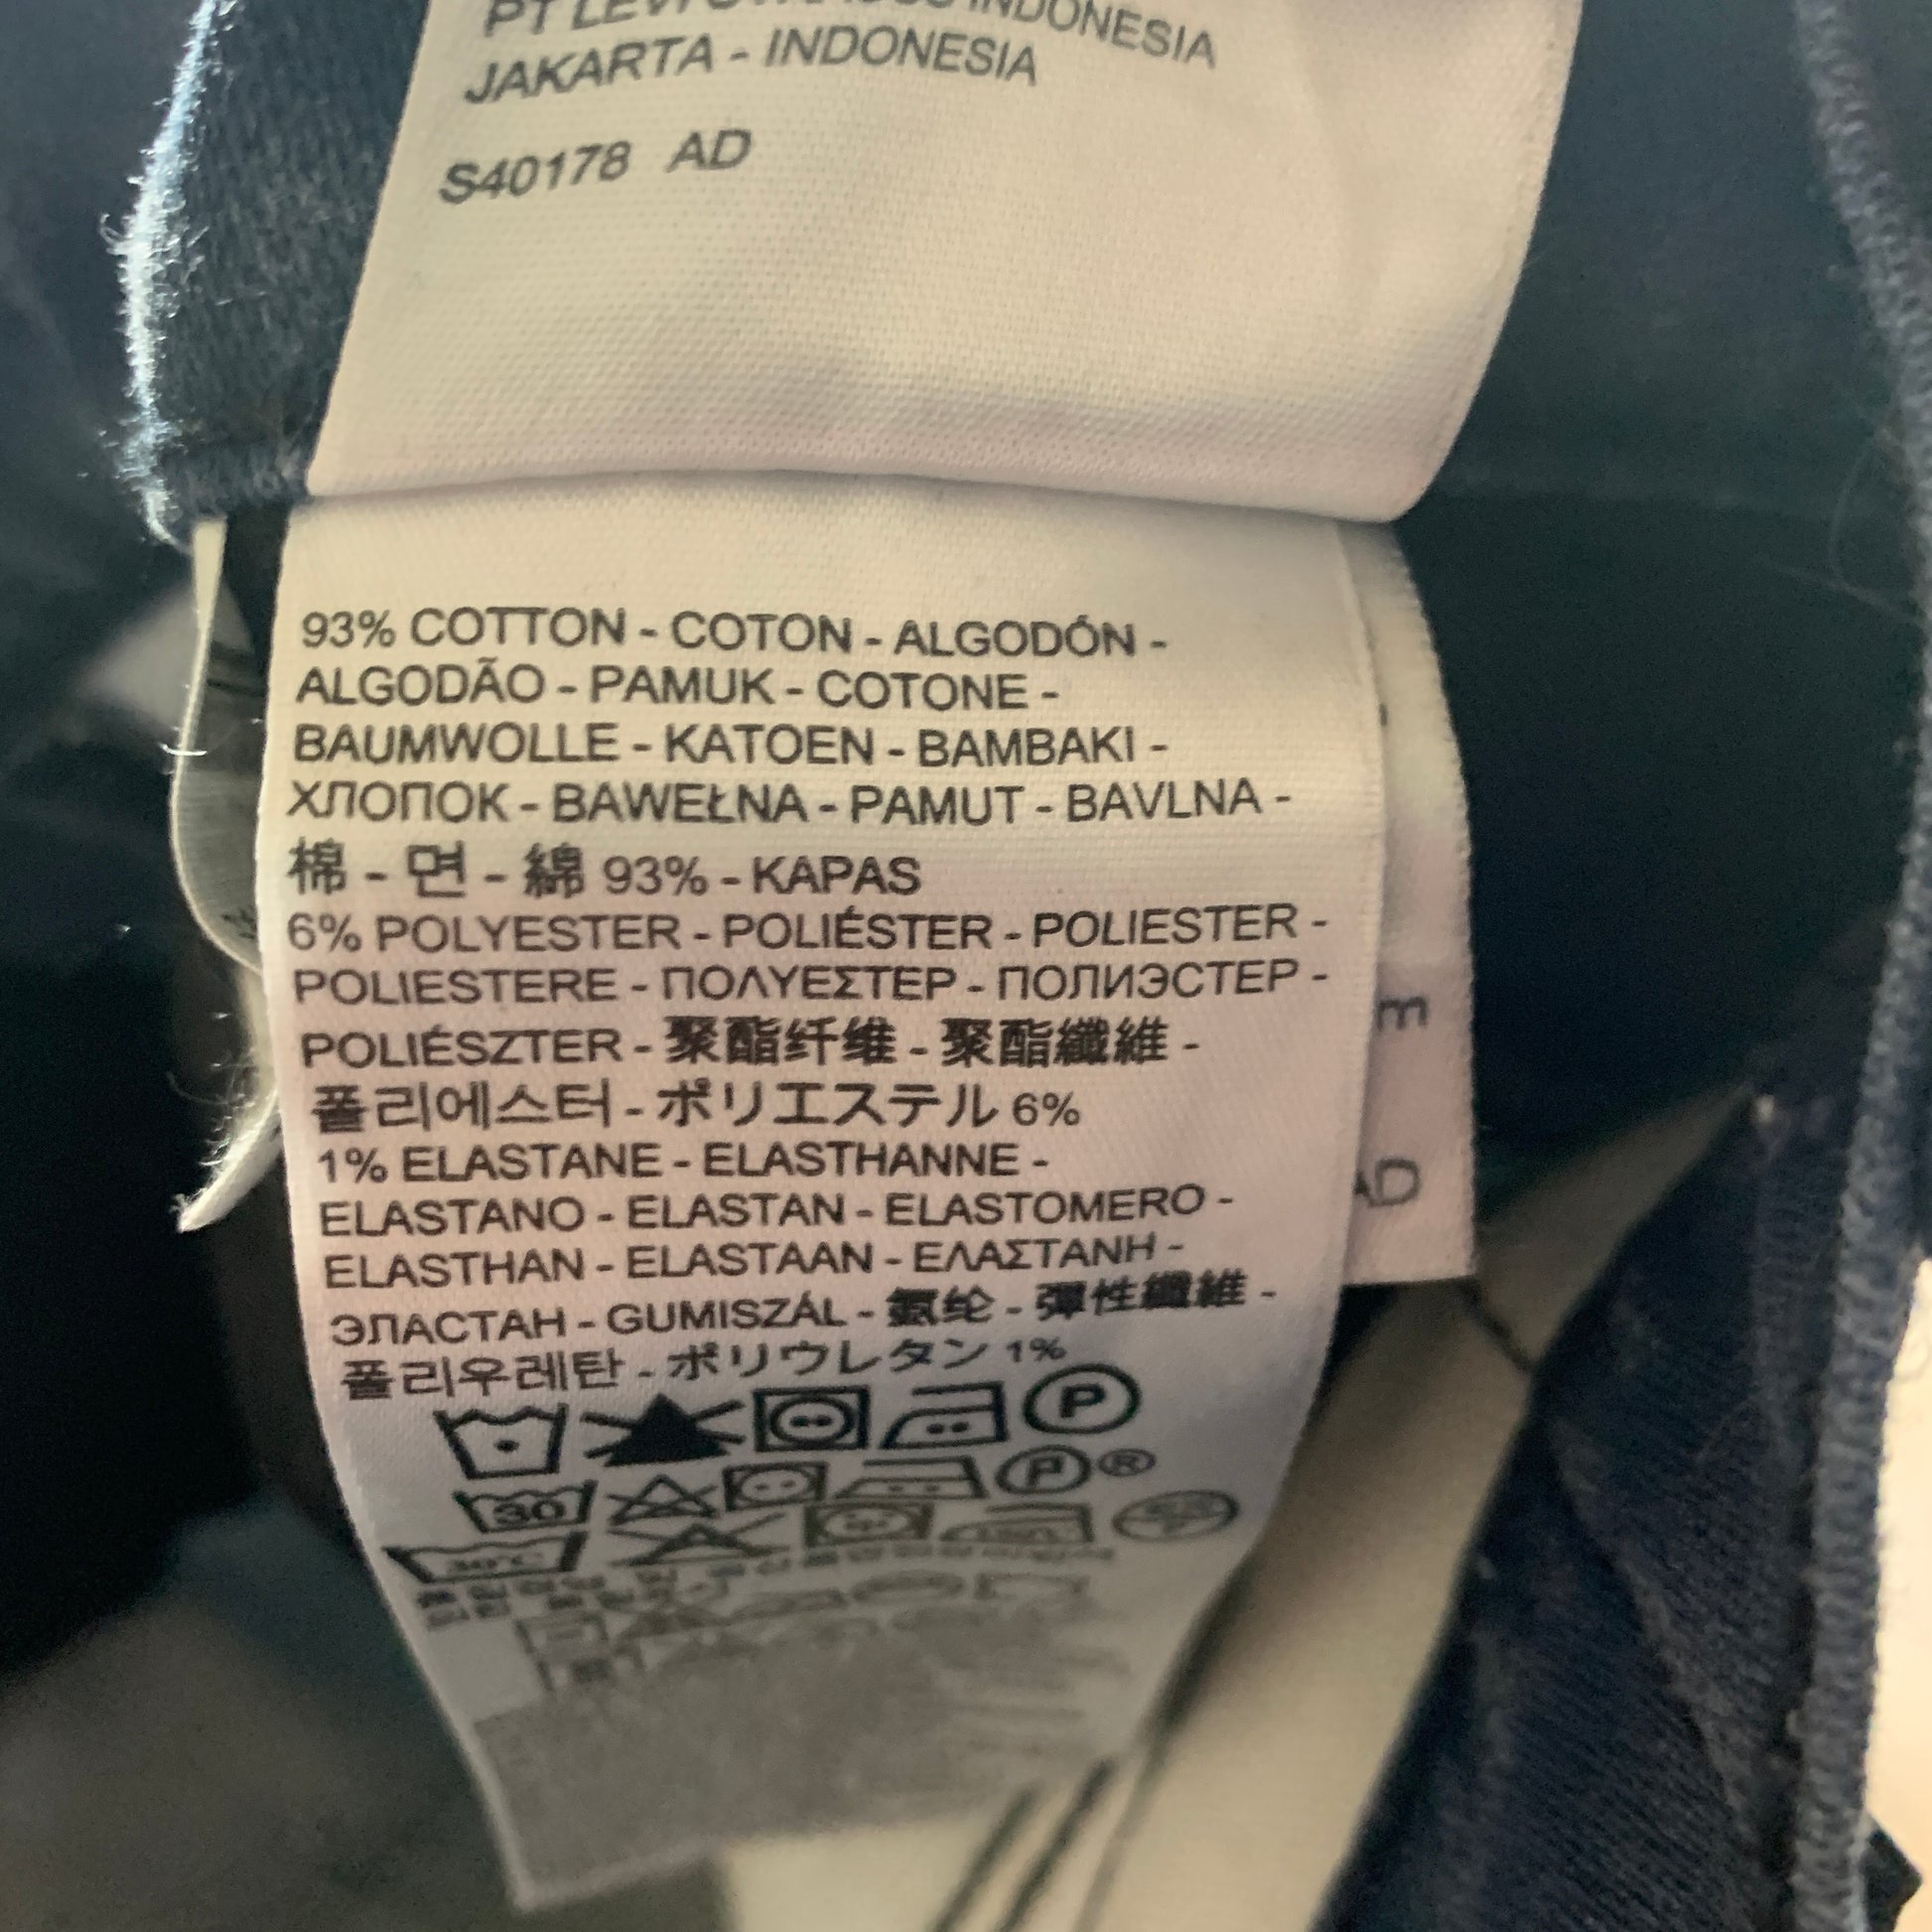 PT LEVI STRAUSS INDONESIA
JAKARTA - INDONESIA
S40178 AD
93% COTTON - COTON - ALGODÓN -
ALGODÃO - PAMUK - COTONE -
BAUMWOLLE - KATOEN - BAMBAKI -
ХЛОПОК - BAWEŁNA - PAMUT - BAVLNA -
棉 - 면 - 綿 93% - KAPAS
6% POLYESTER - POLIÉSTER - POLIESTER -
POLIESTERE - ΠΟΛΥΕΣΤΕΡ - ПОЛИЭСТЕР -
POLIÉSZTER - 聚酯纤维 - 聚酯纖維 -
폴리에스터 - ポリエステル 6%
1% ELASTANE - ELASTHANNE -
ELASTANO - ELASTAN - ELASTOMERO -
ELASTHAN - ELASTAAN - ΕΛΑΣΤΑΝΗ -
ЭЛАСТАН - GUMISZÁL - 氨纶 - 彈性纖維 -
폴리우레탄 - ポリウレタン 1%
P
30 P ®
30°C
E
AD